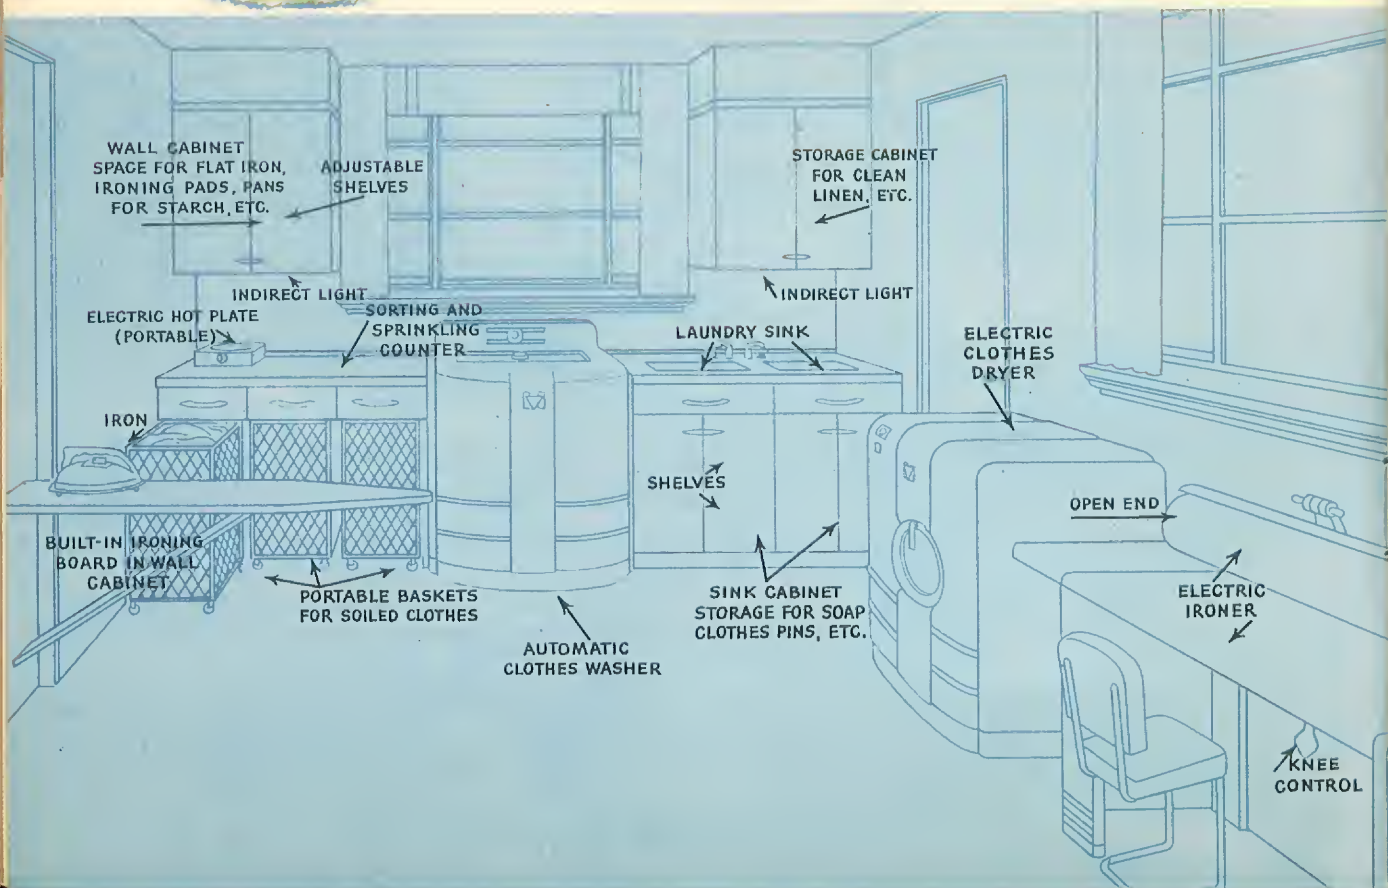 WALL CABINET
SPACE FOR FLAT IRON,
IRONING PADS, PANS
FOR STARCH, ETC.
ADJUSTABLE
SHELVES
STORAGE CABINET
FOR CLEAN
LINEN, ETC.
INDIRECT LIGHT
INDIRECT LIGHT
ELECTRIC HOT PLATE
(PORTABLE)
SORTING AND
SPRINKLING
COUNTER
LAUNDRY SINK
ELECTRIC
CLOTHES
DRYER
IRON
SHELVES
OPEN END
BUILT-IN IRONING
BOARD IN WALL
CABINET
PORTABLE BASKETS
FOR SOILED CLOTHES
SINK CABINET
STORAGE FOR SOAP
CLOTHES PINS, ETC.
ELECTRIC
IRONER
AUTOMATIC
CLOTHES WASHER
KNEE
CONTROL